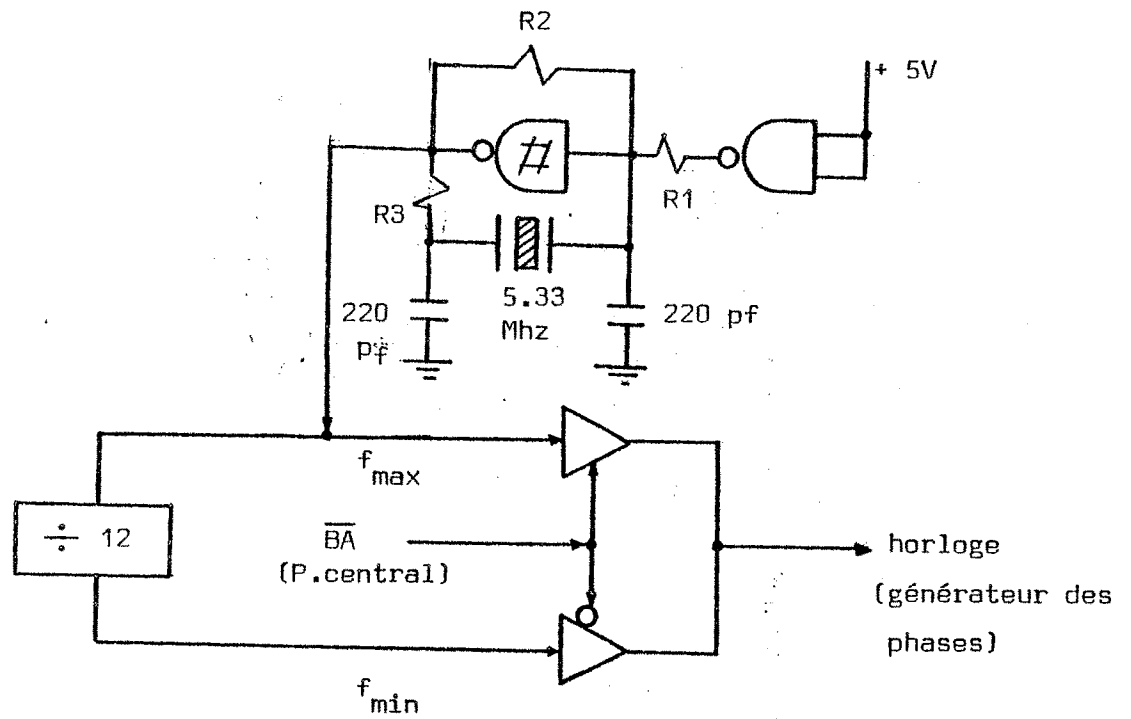 R2
+ 5V
R1
R3
220
pf
5.33
Mhz
220 pf
f max
÷ 12
BA
(P.central)
horloge
(générateur des
phases)
f min